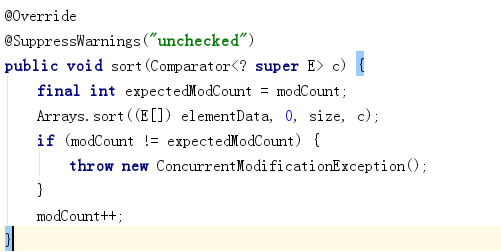 @Override
@SuppressWarnings("unchecked")
public void sort(Comparator<? super E> c) {
    final int expectedModCount = modCount;
    Arrays.sort((E[]) elementData, 0, size, c);
    if (modCount != expectedModCount) {
        throw new ConcurrentModificationException();
    }
    modCount++;
}